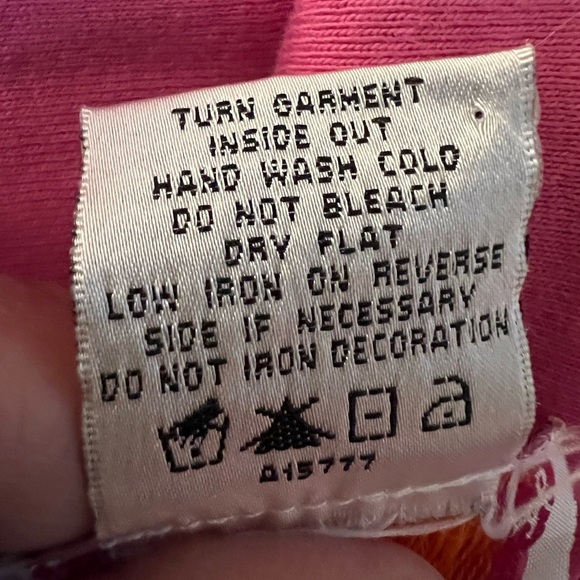 TURN GARMENT
INSIDE OUT
HAND WASH COLD
DO NOT BLEACH
DRY FLAT
LOW IRON ON REVERSE
SIDE IF NECESSARY
DO NOT IRON DECORATION
A15777